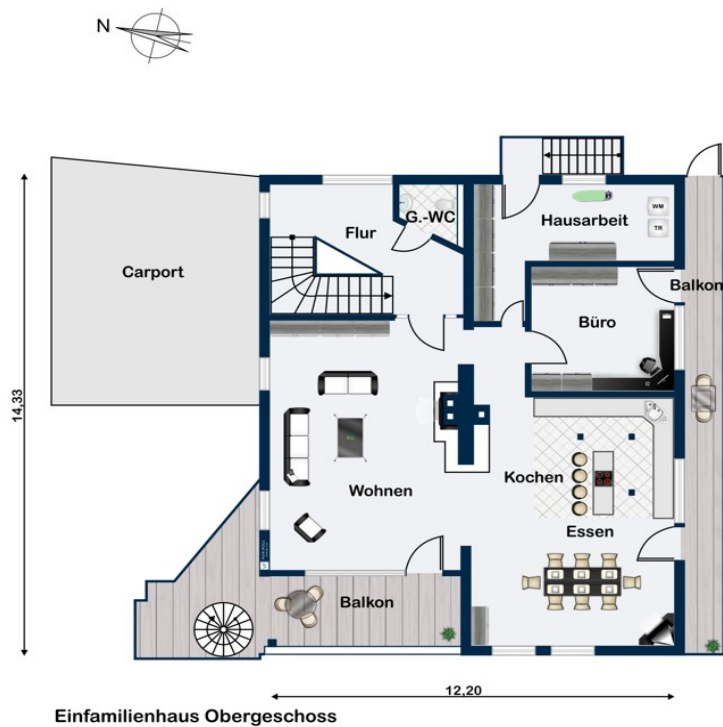 N
G.-WC
Hausarbeit
WM
TR
Flur
Carport
Balkon
Büro
14,33
Wohnen
Kochen
Essen
Balkon
12,20
Einfamilienhaus Obergeschoss